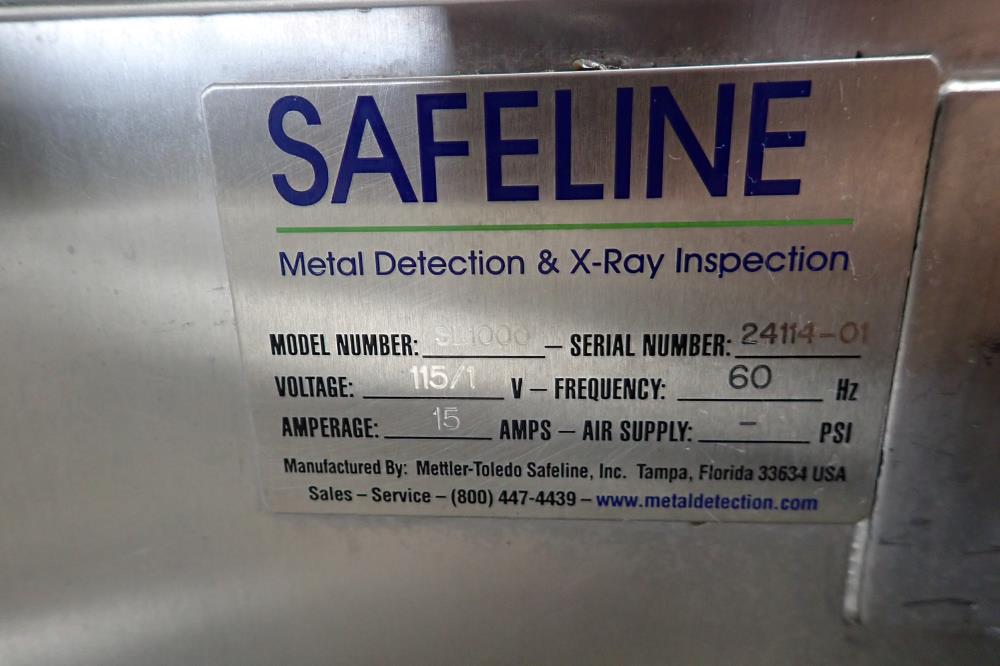 SAFELINE
Metal Detection & X-Ray Inspection
MODEL NUMBER: SL1000 – SERIAL NUMBER: 24114-01
VOLTAGE: 115/1 V – FREQUENCY: 60 Hz
AMPERAGE: 15 AMPS – AIR SUPPLY: - PSI
Manufactured By: Mettler-Toledo Safeline, Inc. Tampa, Florida 33634 USA
Sales – Service – (800) 447-4439 – www.metaldetection.com